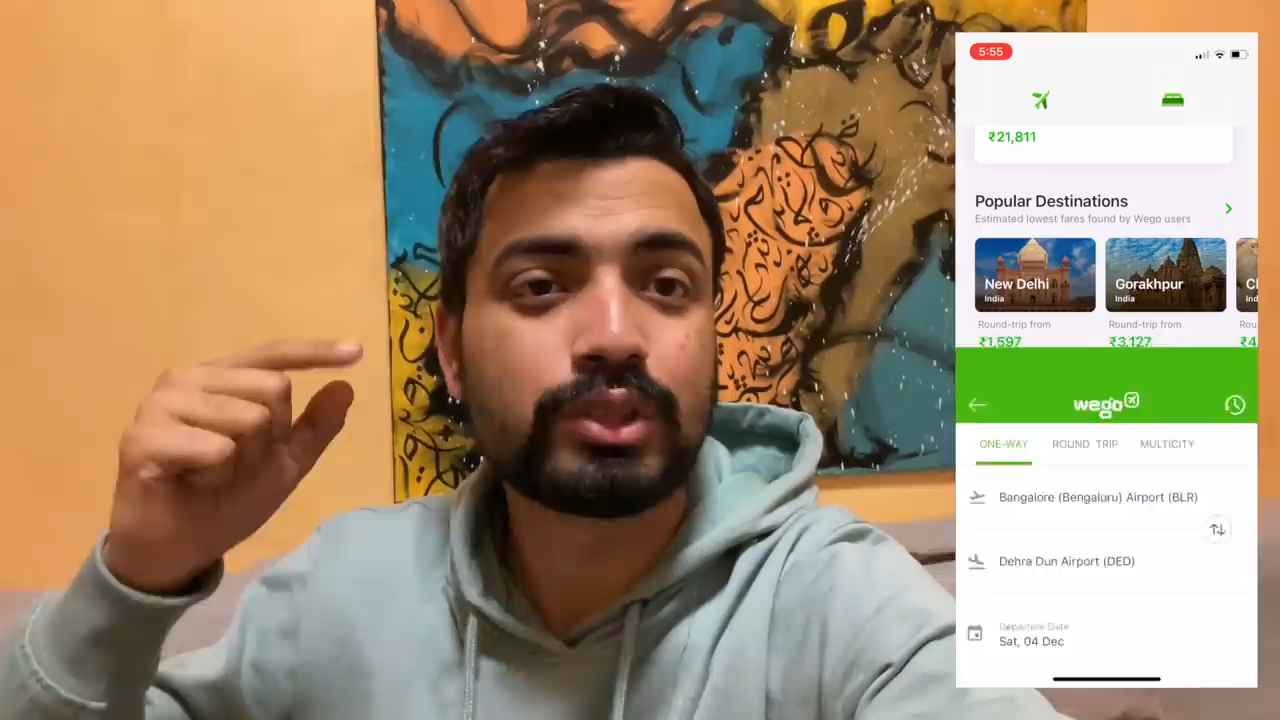 5:55
₹21,811
Popular Destinations
Estimated lowest fares found by Wego users
New Delhi
India
Gorakhpur
India
Round-trip from
₹1,597
Round-trip from
₹3,127
wego
ONE-WAY
ROUND TRIP
MULTICITY
Bangalore (Bengaluru) Airport (BLR)
Dehra Dun Airport (DED)
Departure Date
Sat, 04 Dec